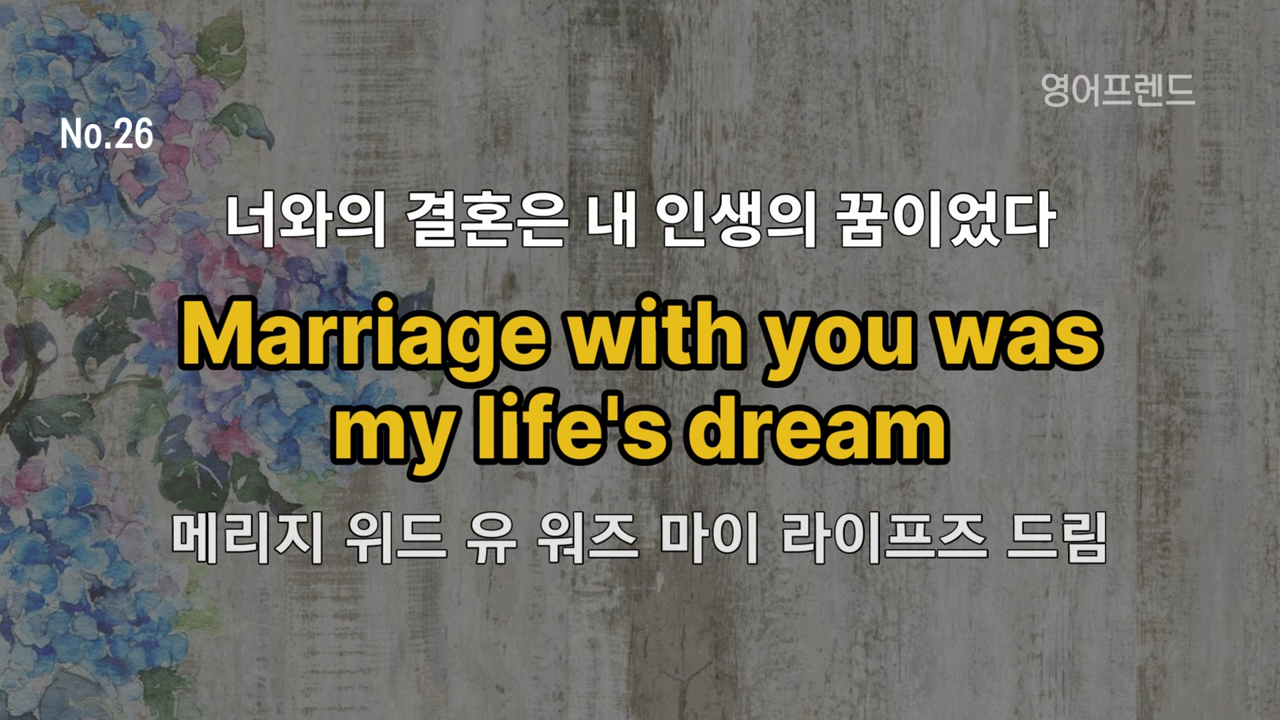 영어프렌드
No.26
너와의 결혼은 내 인생의 꿈이었다
Marriage with you was
my life's dream
메리지 위드 유 워즈 마이 라이프즈 드림